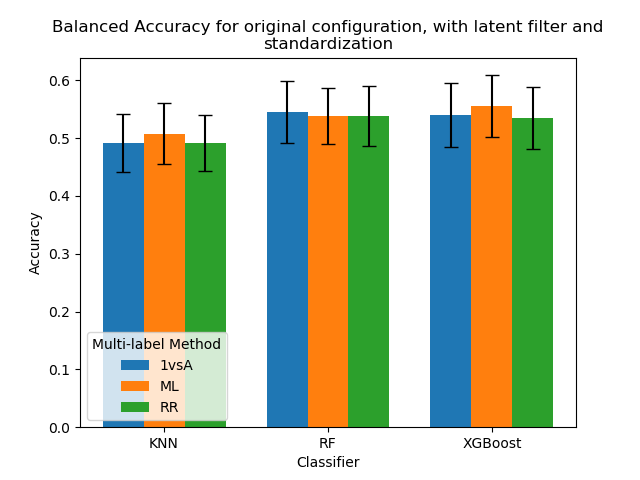 Balanced Accuracy for original configuration, with latent filter and
standardization
0.6
0.5
0.4
0.3
0.2
0.1
0.0
Accuracy
Multi-label Method
1vsA
ML
RR
KNN RF XGBoost
Classifier